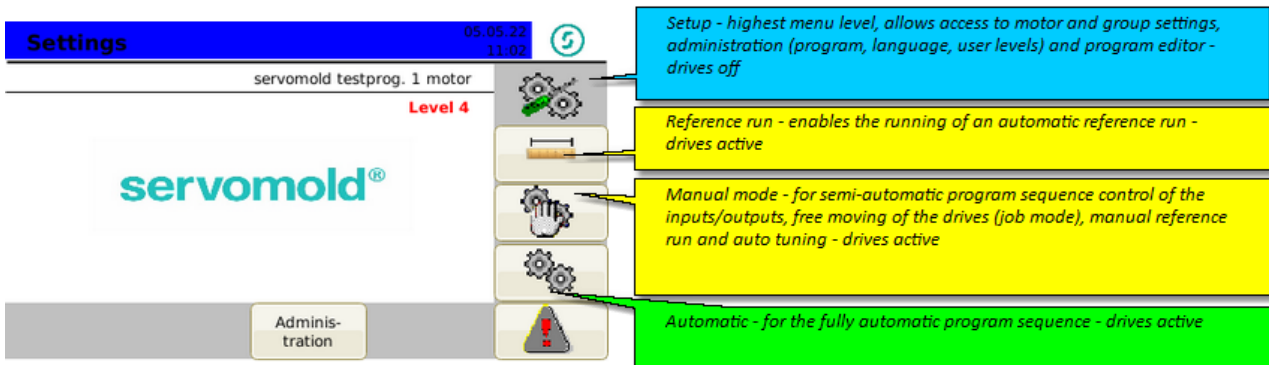 Settings
05.05.22
11:02
servomold testprog. 1 motor
Level 4
servomold®
Adminis-
tration
Setup - highest menu level, allows access to motor and group settings,
administration (program, language, user levels) and program editor -
drives off
Reference run - enables the running of an automatic reference run -
drives active
Manual mode - for semi-automatic program sequence control of the
inputs/outputs, free moving of the drives (job mode), manual reference
run and auto tuning - drives active
Automatic - for the fully automatic program sequence - drives active